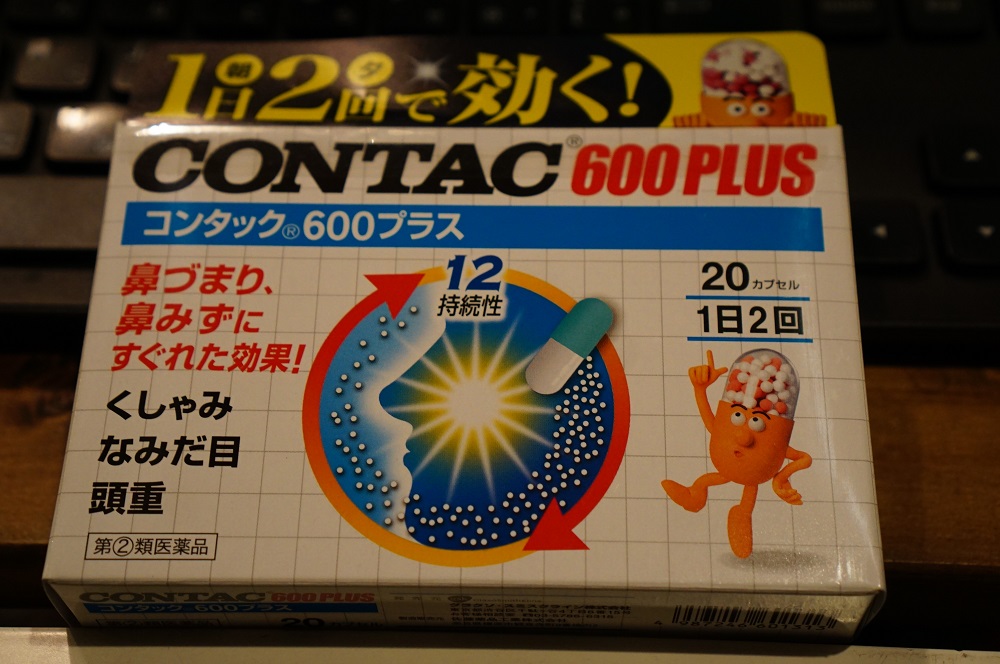 1日2回で効く!
朝 夕
CONTAC® 600 PLUS
コンタック®600プラス
鼻づまり、
鼻みずに
すぐれた効果!
くしゃみ
なみだ目
頭重
第②類医薬品
12
持続性
20カプセル
1日2回
CONTAC 600 PLUS
コンタック®600プラス
20